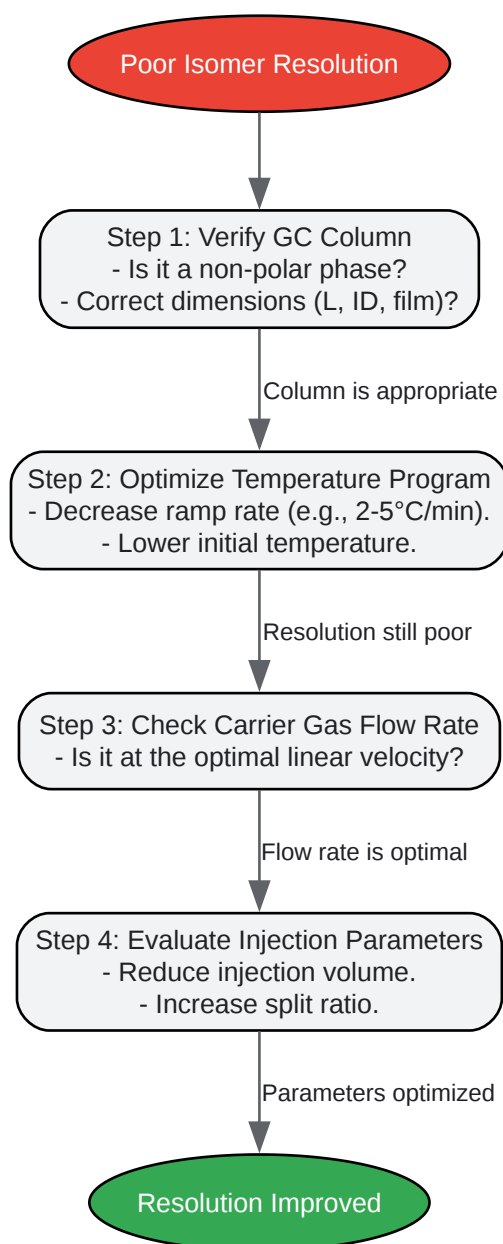 Poor Isomer Resolution
Step 1: Verify GC Column
- Is it a non-polar phase?
- Correct dimensions (L, ID, film)?
Column is appropriate
Step 2: Optimize Temperature Program
- Decrease ramp rate (e.g., 2-5°C/min).
- Lower initial temperature.
Resolution still poor
Step 3: Check Carrier Gas Flow Rate
- Is it at the optimal linear velocity?
Flow rate is optimal
Step 4: Evaluate Injection Parameters
- Reduce injection volume.
- Increase split ratio.
Parameters optimized
Resolution Improved